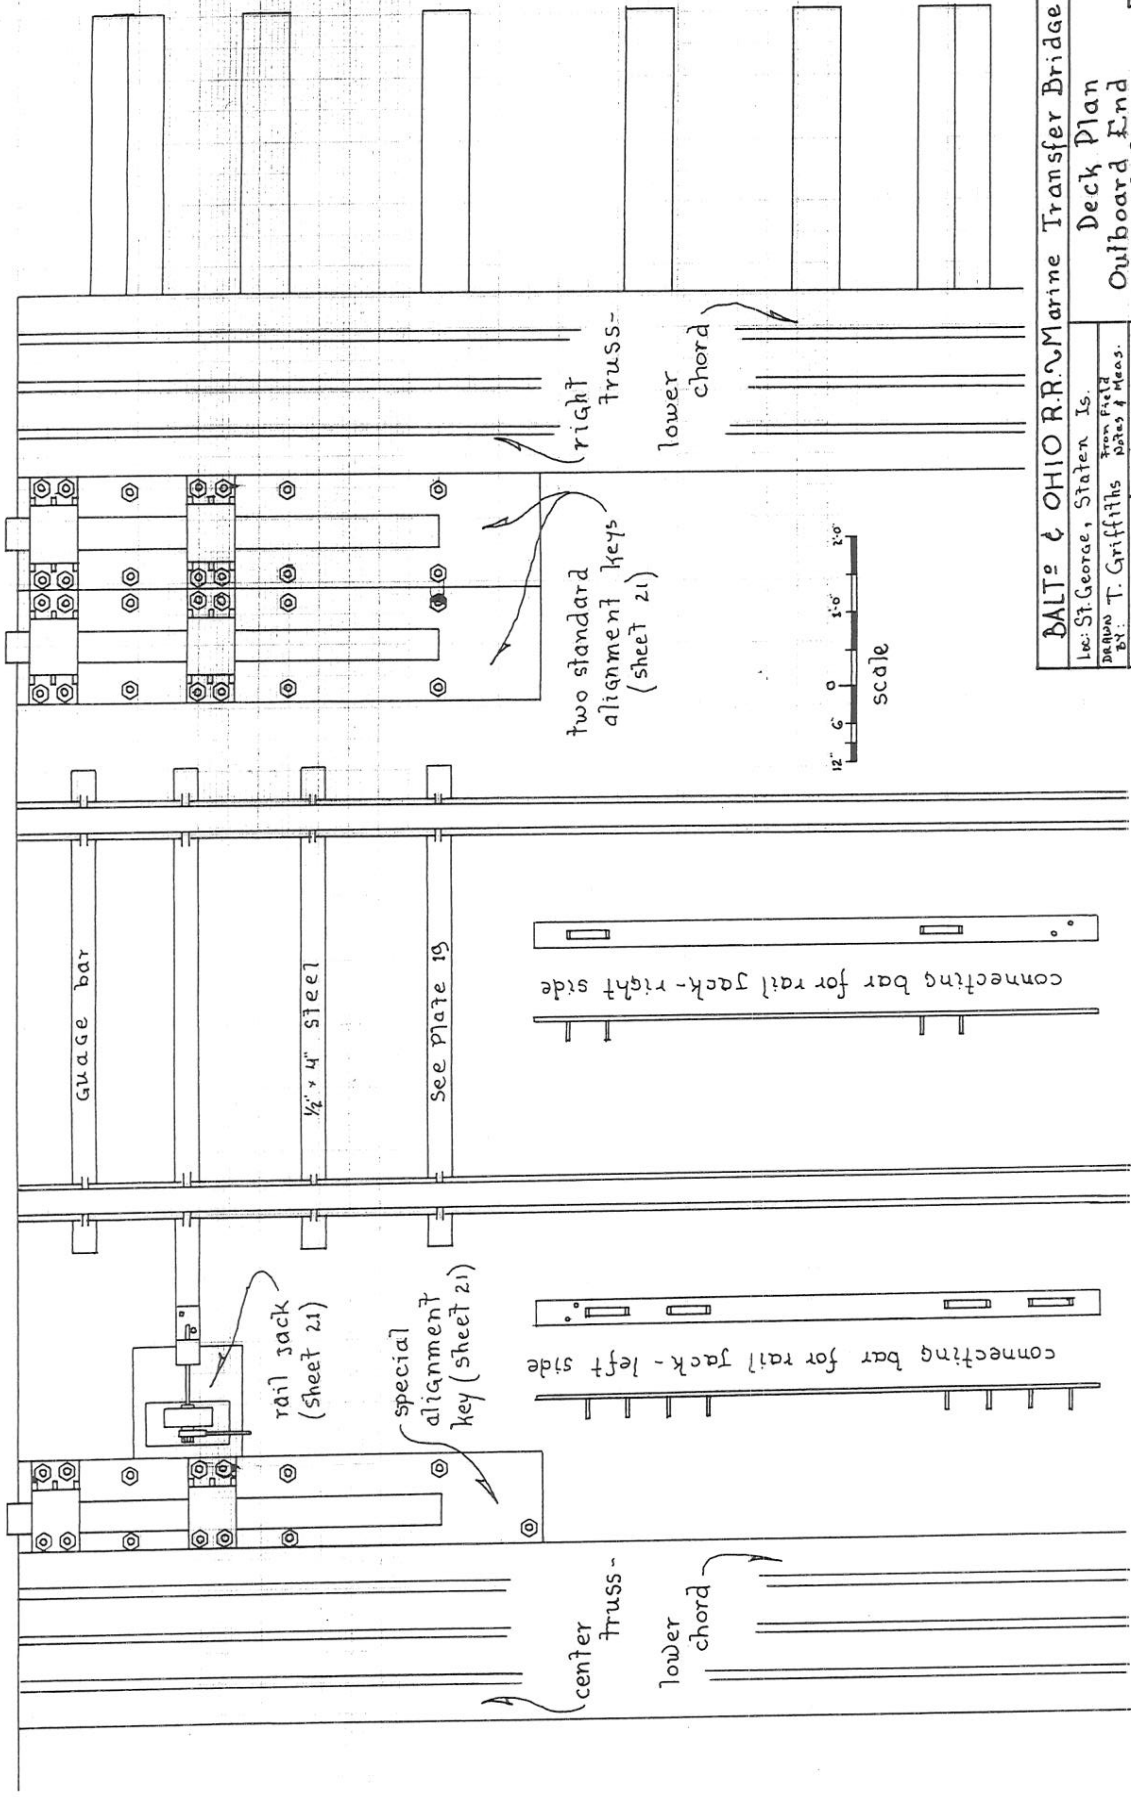 Guage bar
1/2" x 4" steel
See Plate 19
rail jack
(sheet 21)
special
alignment
key (sheet 21)
connecting bar for rail jack - left side
connecting bar for rail jack - right side
center
truss-
lower
chord
two standard
alignment keys
(sheet 21)
right
truss-
lower
chord
12" 6" 0 1'-0" 2'-0"
scale
BALTO & OHIO R.R. Marine Transfer Bridge
Loc: St. George, Staten Is.
DRAWN BY: T. Griffiths From Field Notes & Meas.
Deck Plan
Outboard End